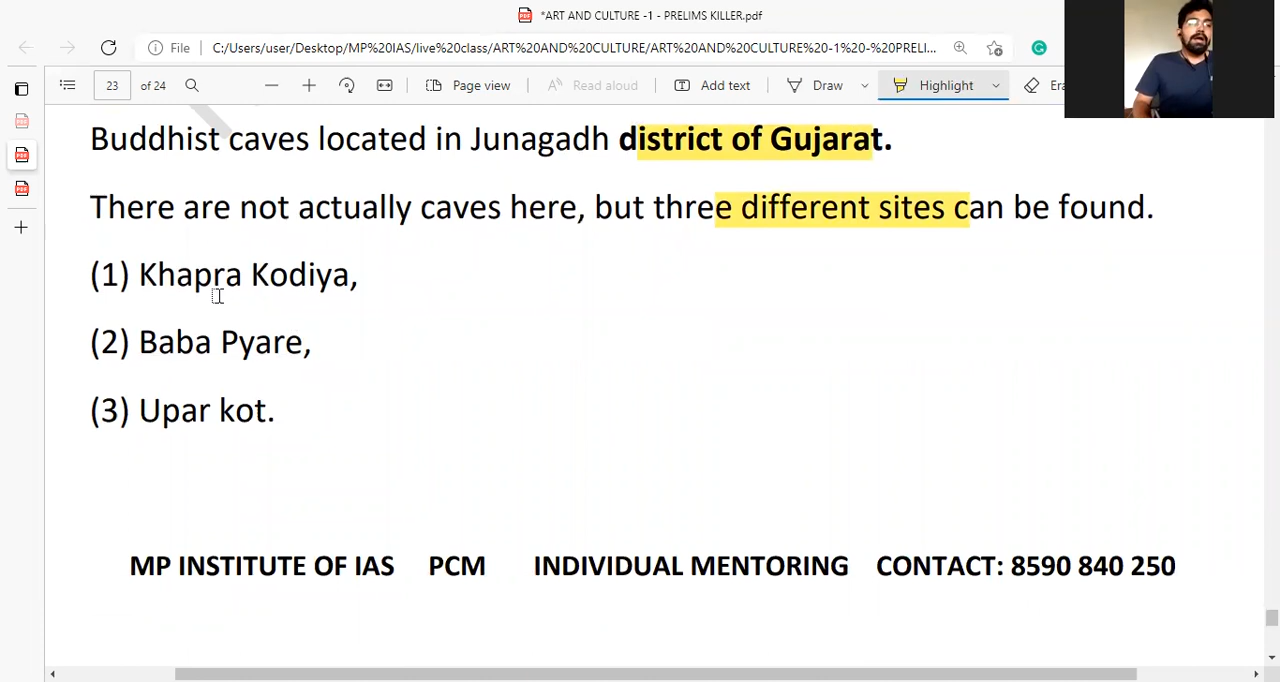 *ART AND CULTURE -1 - PRELIMS KILLER.pdf
File C:/Users/user/Desktop/MP%20IAS/live%20class/ART%20AND%20CULTURE/ART%20AND%20CULTURE%20-1%20-%20PRELI...
23 of 24 Page view Read aloud Add text Draw Highlight Era
Buddhist caves located in Junagadh district of Gujarat.
There are not actually caves here, but three different sites can be found.
(1) Khapra Kodiya,
(2) Baba Pyare,
(3) Upar kot.
MP INSTITUTE OF IAS PCM INDIVIDUAL MENTORING CONTACT: 8590 840 250